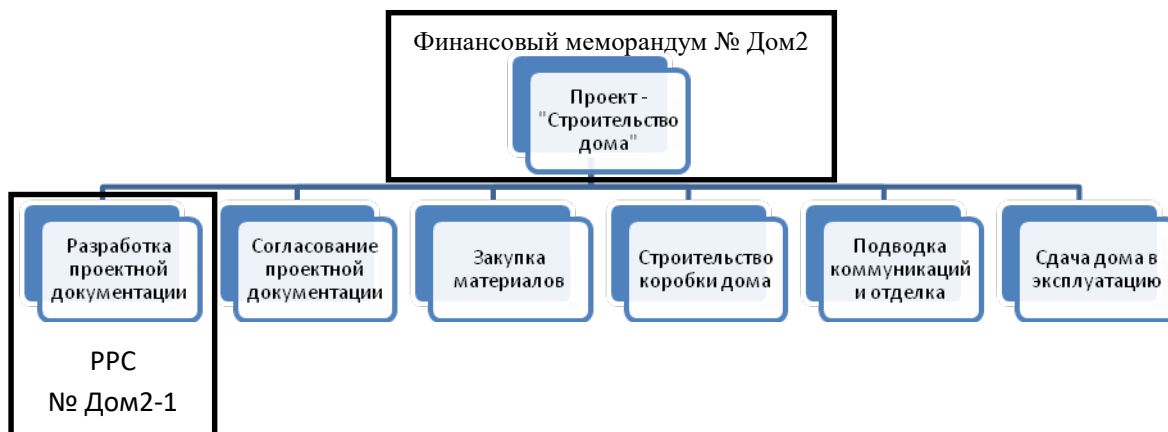 Финансовый меморандум № Дом2
Проект -
"Строительство
дома"
Разработка
проектной
документации
Согласование
проектной
документации
Закупка
материалов
Строительство
коробки дома
Подводка
коммуникаций
и отделка
Сдача дома в
эксплуатацию
РРС
№ Дом2-1